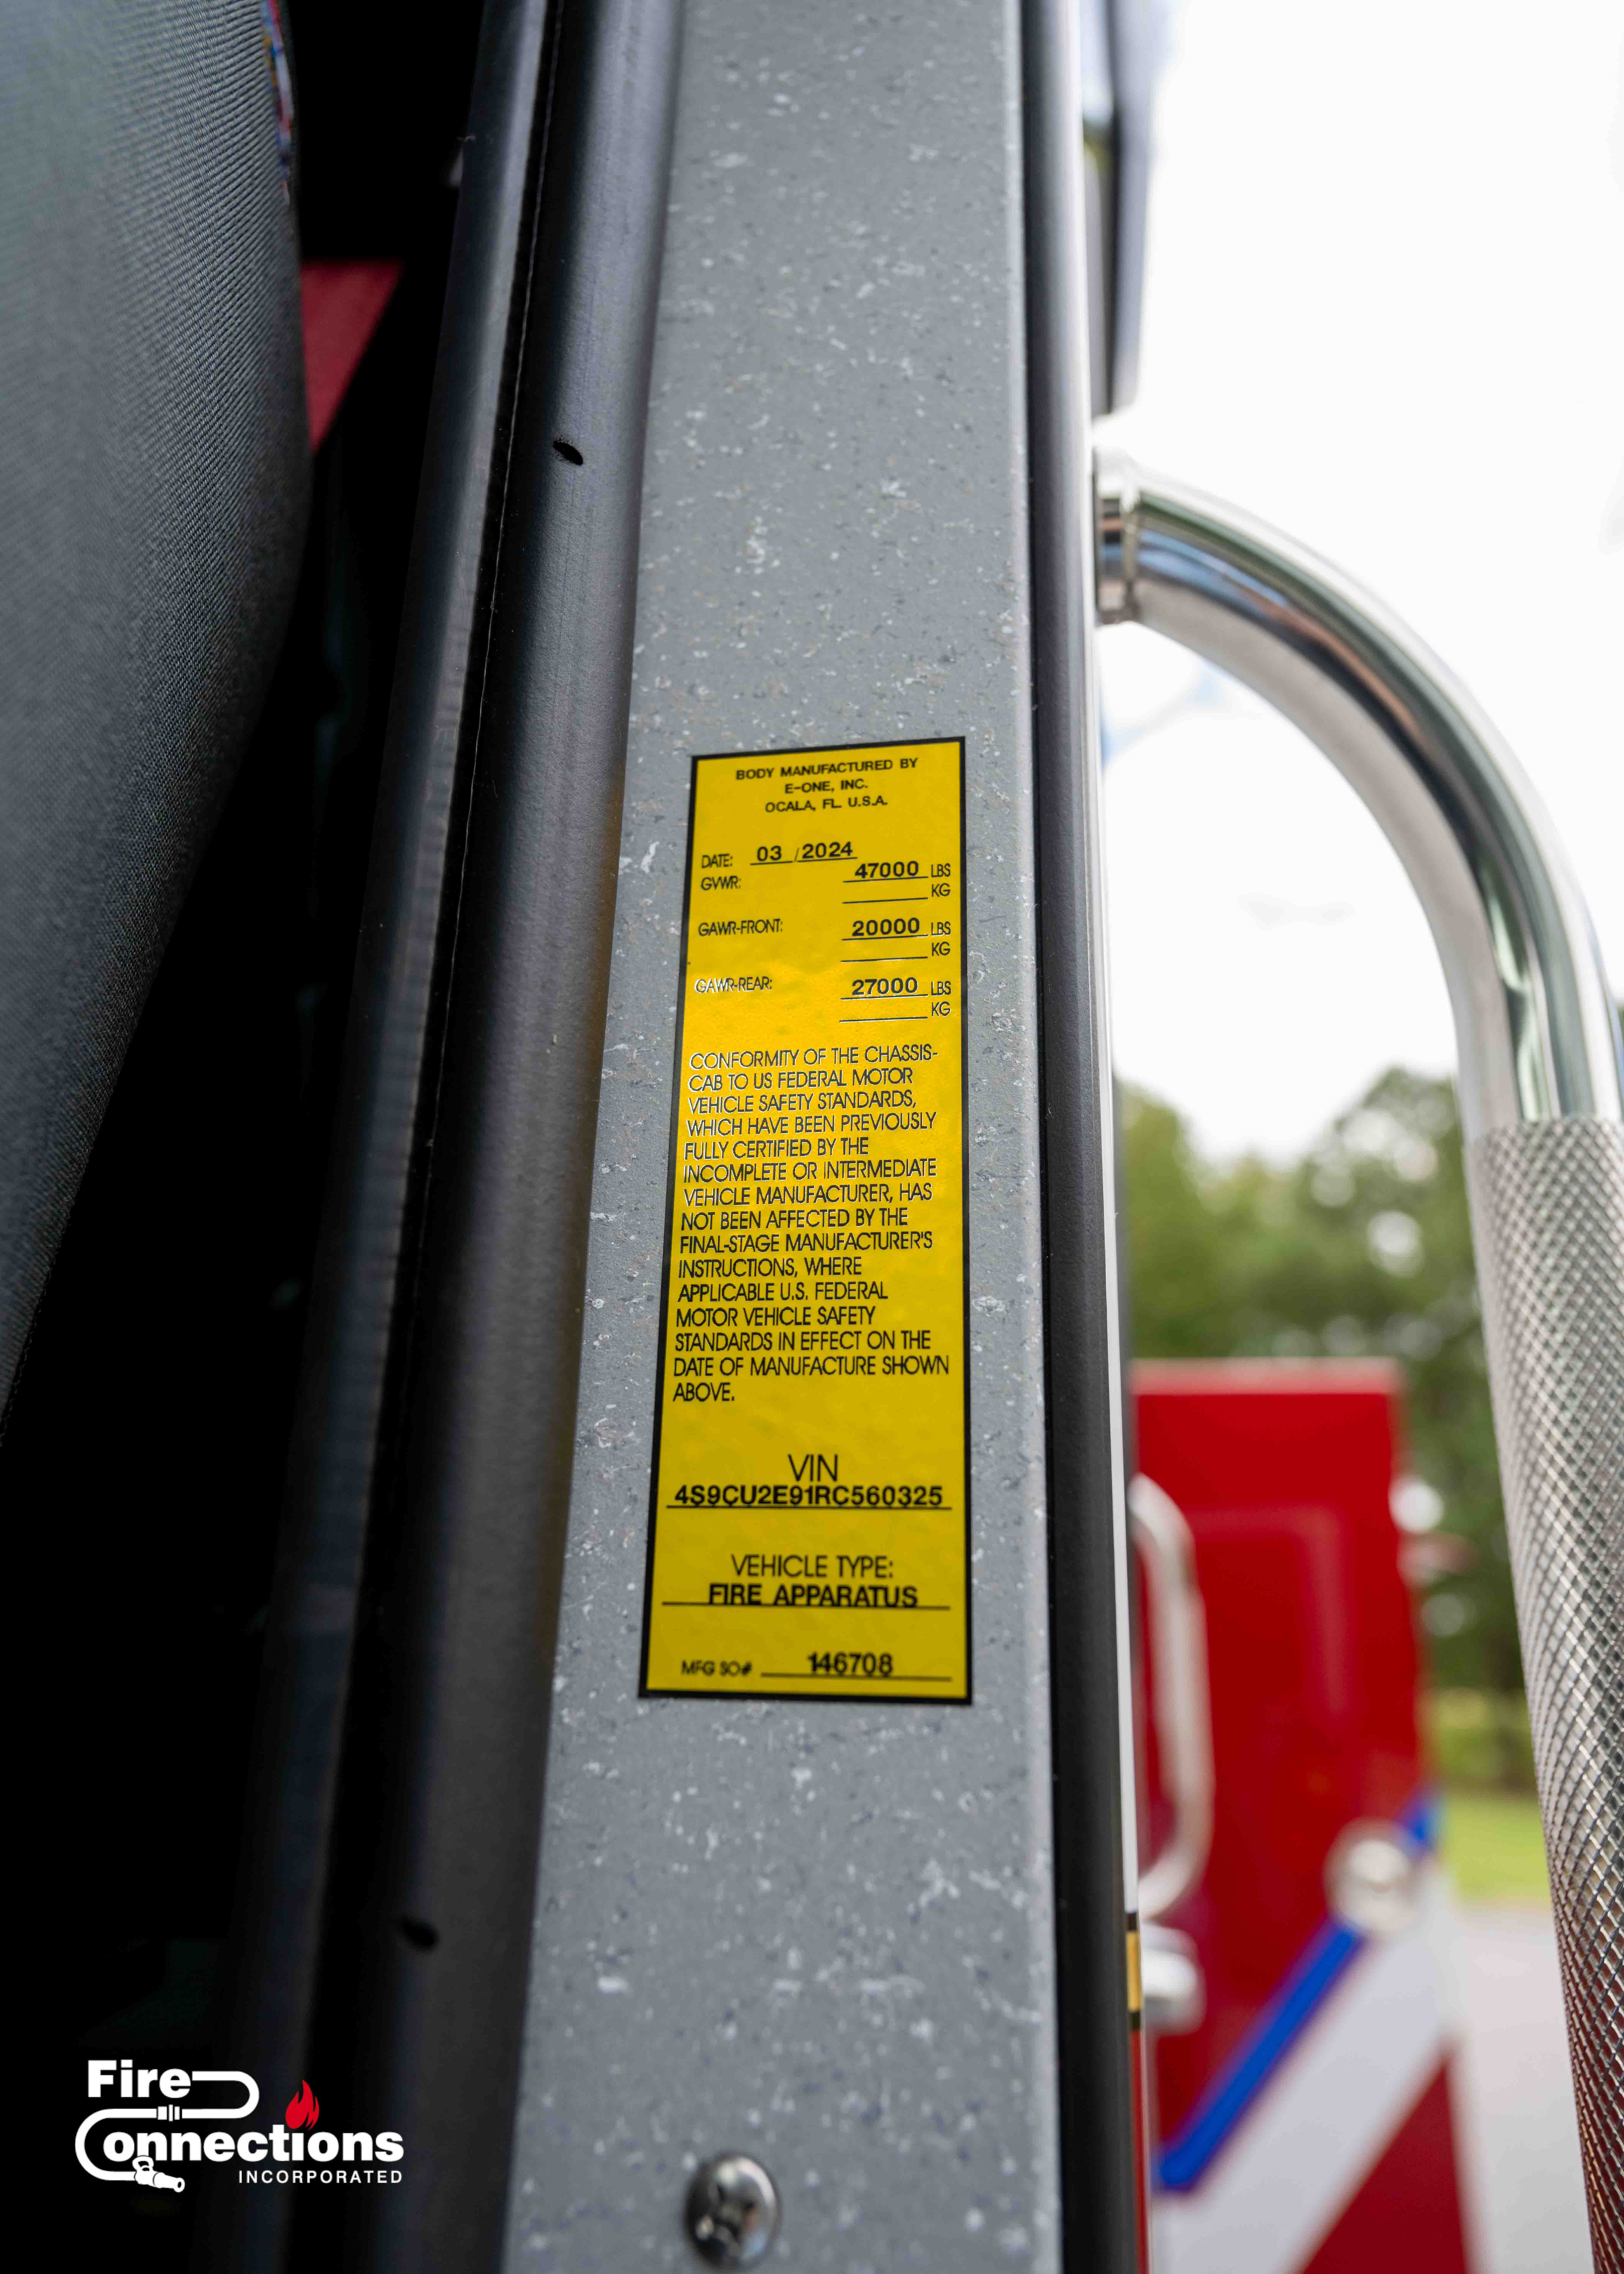 BODY MANUFACTURED BY
E-ONE, INC.
OCALA, FL. U.S.A.
DATE: 03 / 2024
GVWR: 47000 LBS
KG
GAWR-FRONT: 20000 LBS
KG
GAWR-REAR: 27000 LBS
KG
CONFORMITY OF THE CHASSIS-
CAB TO US FEDERAL MOTOR
VEHICLE SAFETY STANDARDS,
WHICH HAVE BEEN PREVIOUSLY
FULLY CERTIFIED BY THE
INCOMPLETE OR INTERMEDIATE
VEHICLE MANUFACTURER, HAS
NOT BEEN AFFECTED BY THE
FINAL-STAGE MANUFACTURER'S
INSTRUCTIONS, WHERE
APPLICABLE U.S. FEDERAL
MOTOR VEHICLE SAFETY
STANDARDS IN EFFECT ON THE
DATE OF MANUFACTURE SHOWN
ABOVE.
VIN
4S9CU2E91RC560325
VEHICLE TYPE:
FIRE APPARATUS
MFG SO# 146708
Fire
Connections
INCORPORATED